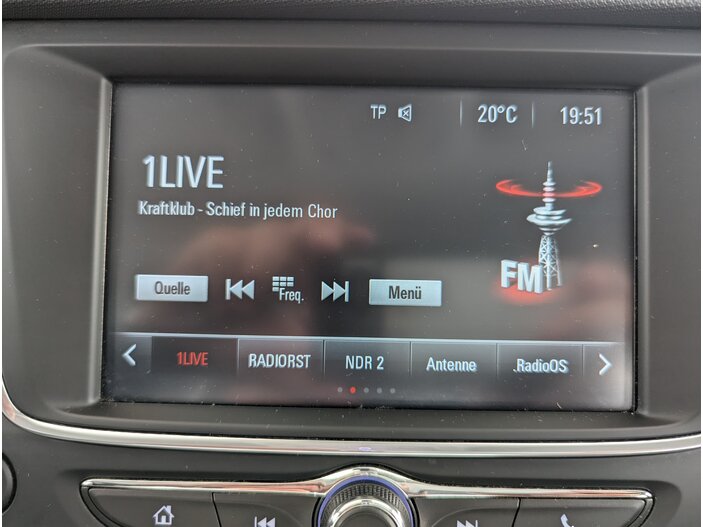 TP 20°C 19:51
1LIVE
Kraftklub - Schief in jedem Chor
FM
Quelle Freq. Menü
1LIVE RADIORST NDR 2 Antenne .RadioOS